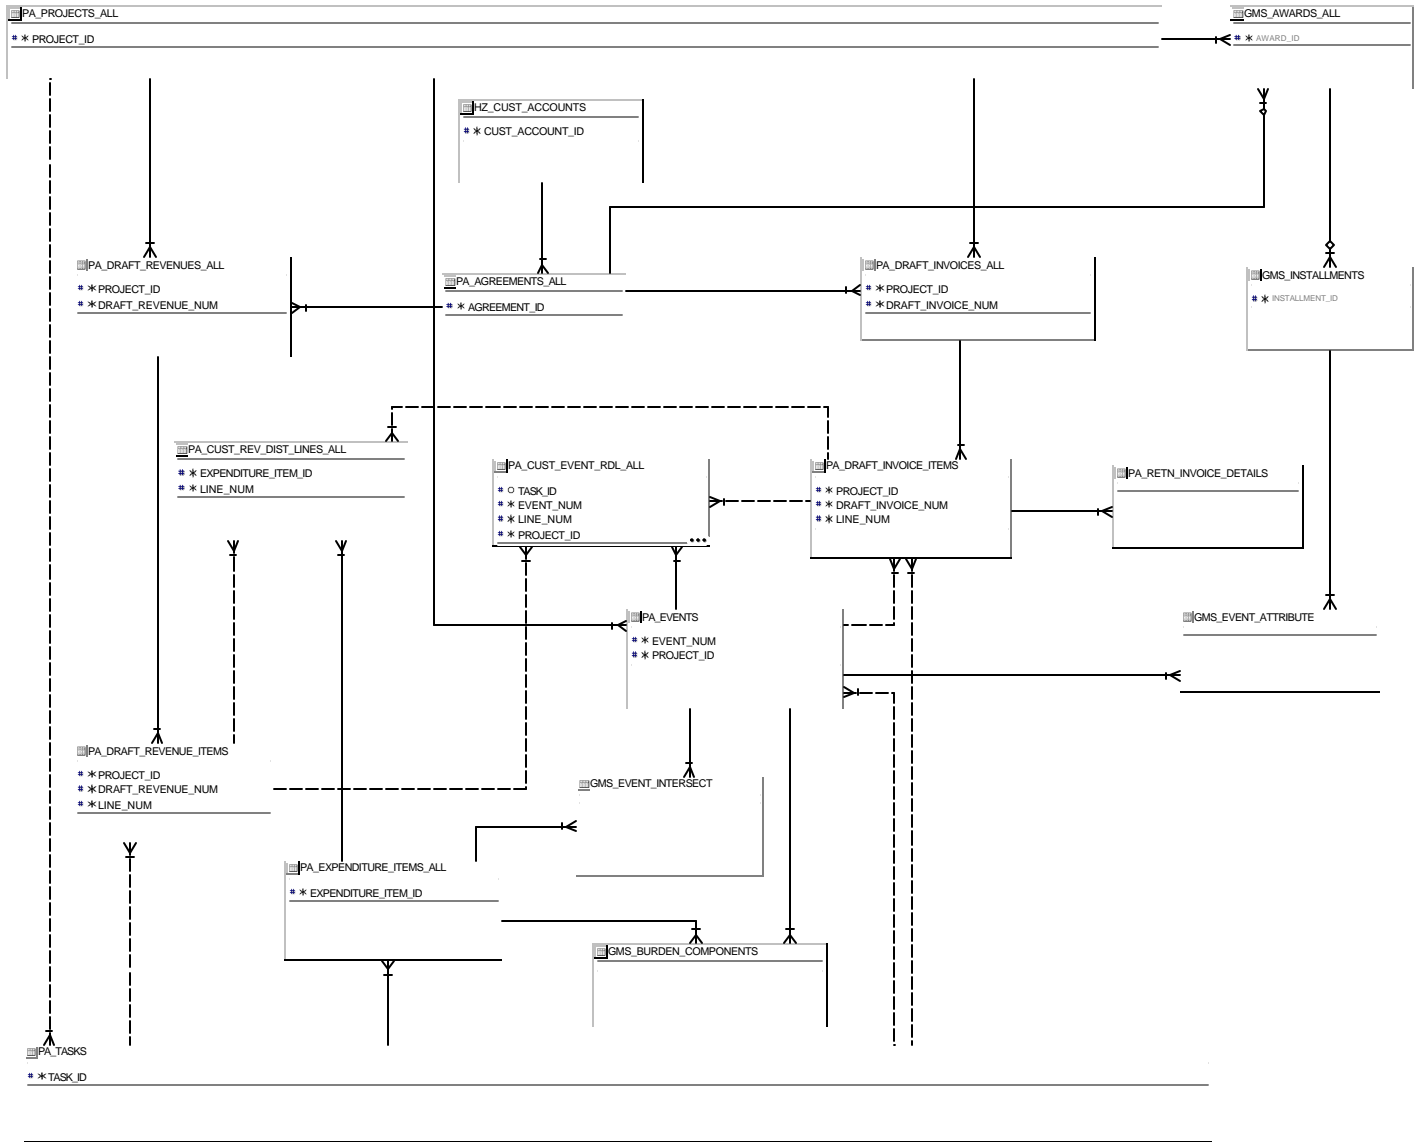 PA_PROJECTS_ALL
# * PROJECT_ID
GMS_AWARDS_ALL
# * AWARD_ID
HZ_CUST_ACCOUNTS
# * CUST_ACCOUNT_ID
PA_DRAFT_REVENUES_ALL
# * PROJECT_ID
# * DRAFT_REVENUE_NUM
PA_AGREEMENTS_ALL
# * AGREEMENT_ID
PA_DRAFT_INVOICES_ALL
# * PROJECT_ID
# * DRAFT_INVOICE_NUM
GMS_INSTALLMENTS
# * INSTALLMENT_ID
PA_CUST_REV_DIST_LINES_ALL
# * EXPENDITURE_ITEM_ID
# * LINE_NUM
PA_CUST_EVENT_RDL_ALL
# o TASK_ID
# * EVENT_NUM
# * LINE_NUM
# * PROJECT_ID
...
PA_DRAFT_INVOICE_ITEMS
# * PROJECT_ID
# * DRAFT_INVOICE_NUM
# * LINE_NUM
PA_RETN_INVOICE_DETAILS
PA_EVENTS
# * EVENT_NUM
# * PROJECT_ID
GMS_EVENT_ATTRIBUTE
PA_DRAFT_REVENUE_ITEMS
# * PROJECT_ID
# * DRAFT_REVENUE_NUM
# * LINE_NUM
GMS_EVENT_INTERSECT
PA_EXPENDITURE_ITEMS_ALL
# * EXPENDITURE_ITEM_ID
GMS_BURDEN_COMPONENTS
PA_TASKS
# * TASK_ID